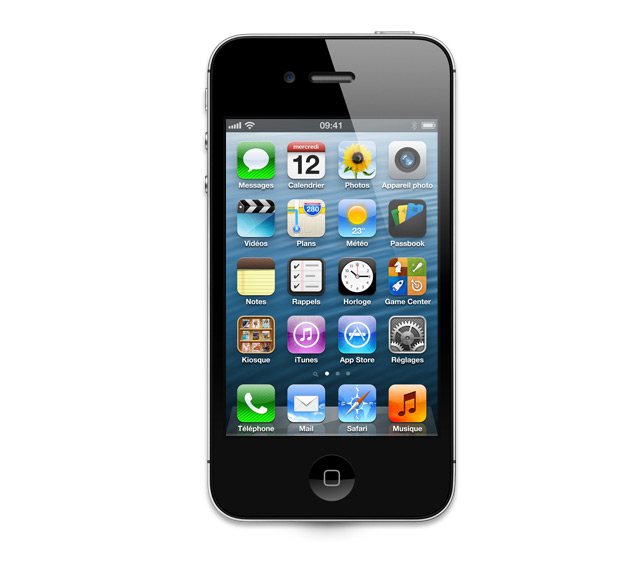 09:41
mercredi
12
280
23°
Messages Calendrier Photos Appareil photo
Vidéos Plans Météo Passbook
Notes Rappels Horloge Game Center
Kiosque iTunes App Store Réglages
Téléphone Mail Safari Musique